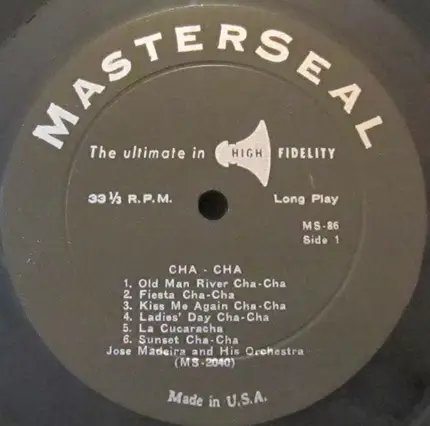 MASTERSEAL
The ultimate in HIGH FIDELITY
33⅓ R.P.M. Long Play
MS-86
Side 1
CHA - CHA
1. Old Man River Cha-Cha
2. Fiesta Cha-Cha
3. Kiss Me Again Cha-Cha
4. Ladies' Day Cha-Cha
5. La Cucaracha
6. Sunset Cha-Cha
Jose Madeira and His Orchestra
(MS-2040)
Made in U.S.A.